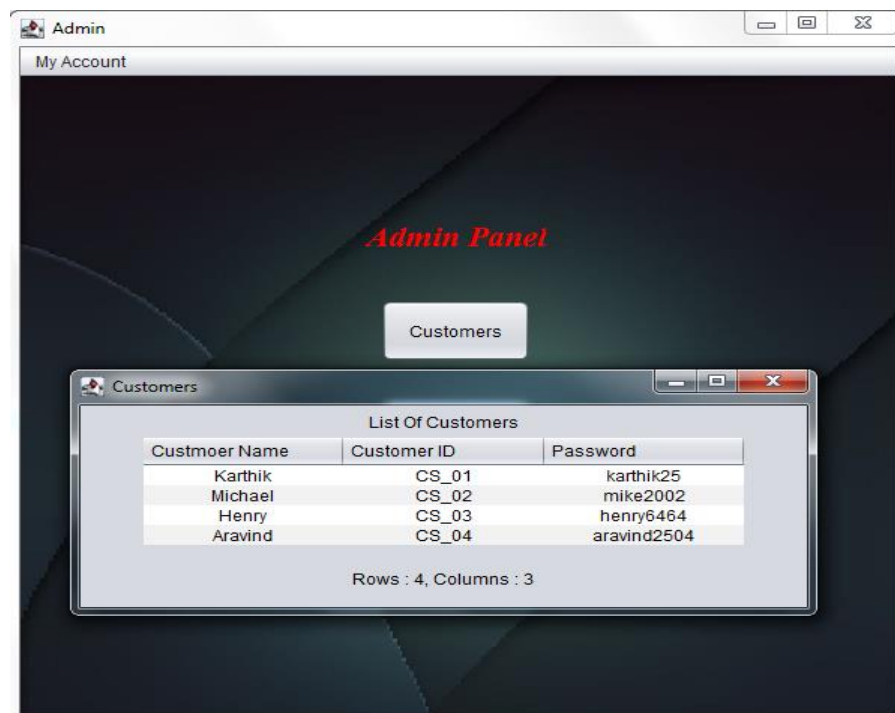 Admin
My Account
Admin Panel
Customers
Customers
List Of Customers
Custmoer Name Customer ID Password
Karthik CS_01 karthik25
Michael CS_02 mike2002
Henry CS_03 henry6464
Aravind CS_04 aravind2504
Rows : 4, Columns : 3